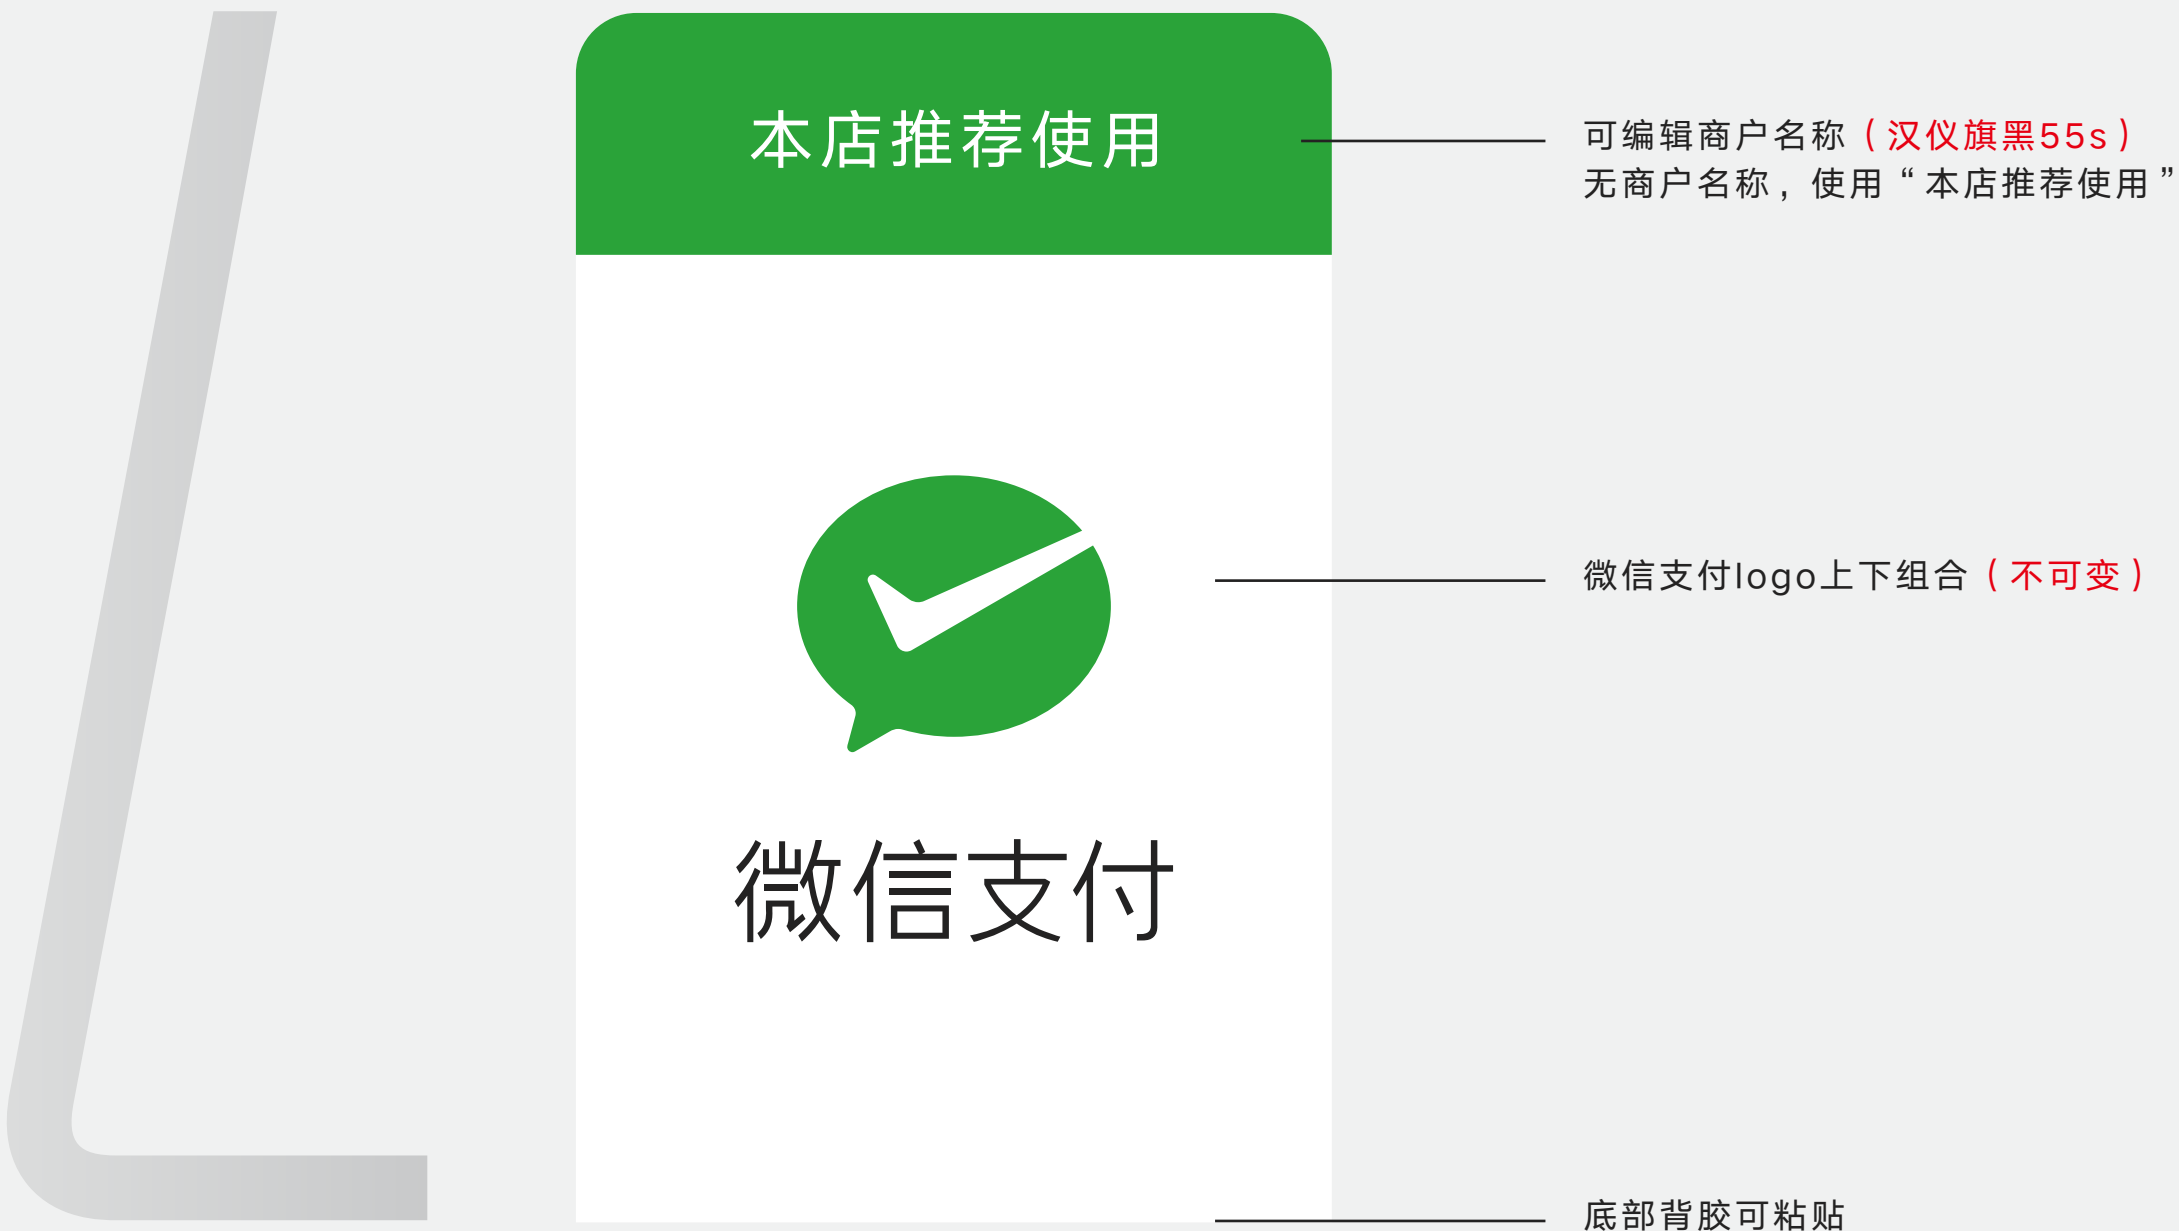 本店推荐使用
可编辑商户名称（汉仪旗黑55s）
无商户名称，使用“本店推荐使用”
微信支付logo上下组合（不可变）
微信支付
底部背胶可粘贴